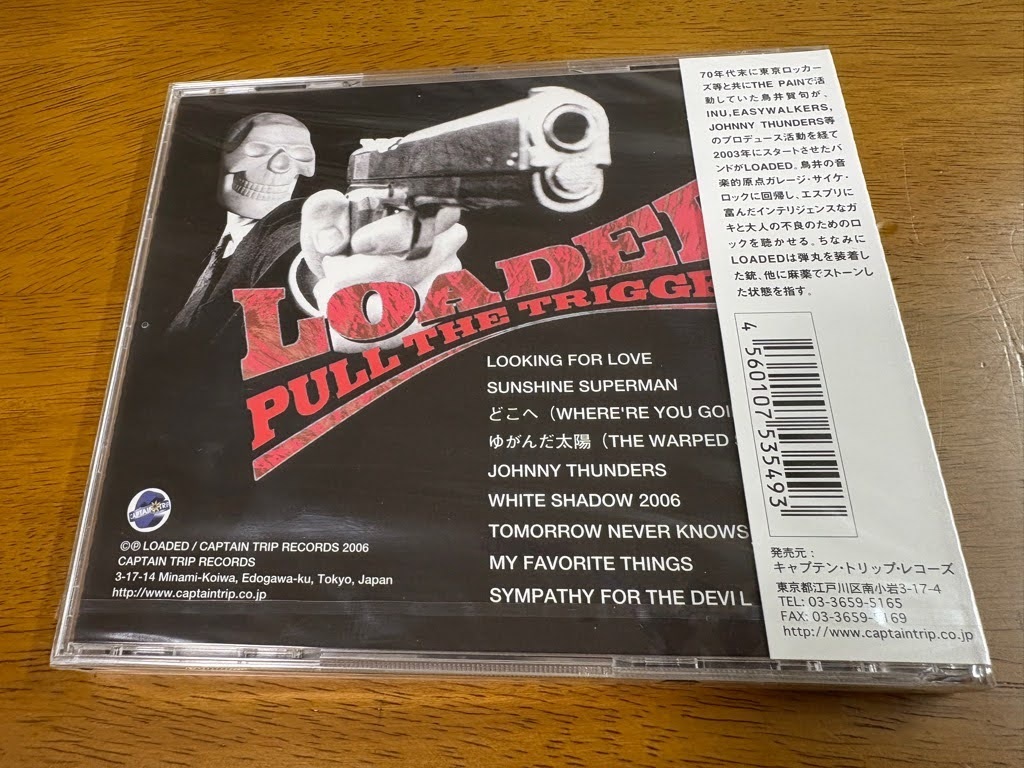 LOADED
PULL THE TRIGGE
LOOKING FOR LOVE
SUNSHINE SUPERMAN
どこへ（WHERE'RE YOU GOI
ゆがんだ太陽（THE WARPED
JOHNNY THUNDERS
WHITE SHADOW 2006
TOMORROW NEVER KNOWS
MY FAVORITE THINGS
SYMPATHY FOR THE DEVIL
CAPTAIN TRIP
©℗ LOADED / CAPTAIN TRIP RECORDS 2006
CAPTAIN TRIP RECORDS
3-17-14 Minami-Koiwa, Edogawa-ku, Tokyo, Japan
http://www.captaintrip.co.jp
70年代末に東京ロッカー
ズ等と共にTHE PAINで活
動していた鳥井賀句が、
INU,EASYWALKERS,
JOHNNY THUNDERS等
のプロデュース活動を経て
2003年にスタートさせたバ
ンドがLOADED。鳥井の音
楽的原点ガレージ・サイケ・
ロックに回帰し、エスプリに
富んだインテリジェンスなガ
キと大人の不良のためのロ
ックを聴かせる。ちなみに
LOADEDは弾丸を装着し
た銃、他に麻薬でストーンし
た状態を指す。
4 560107 535493
発売元：
キャプテン・トリップ・レコーズ
東京都江戸川区南小岩3-17-4
TEL: 03-3659-5165
FAX: 03-3659-5169
http://www.captaintrip.co.jp